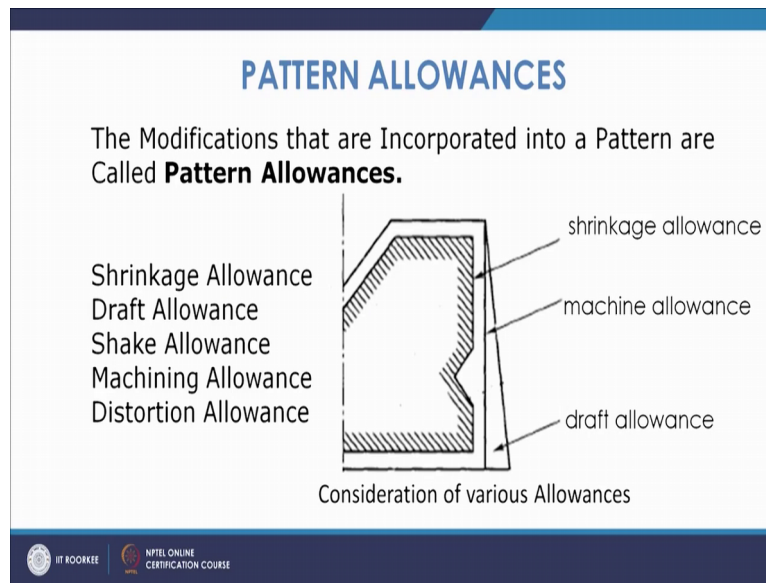 PATTERN ALLOWANCES
The Modifications that are Incorporated into a Pattern are
Called Pattern Allowances.
Shrinkage Allowance
Draft Allowance
Shake Allowance
Machining Allowance
Distortion Allowance
shrinkage allowance
machine allowance
draft allowance
Consideration of various Allowances
IIT ROORKEE
NPTEL ONLINE
CERTIFICATION COURSE